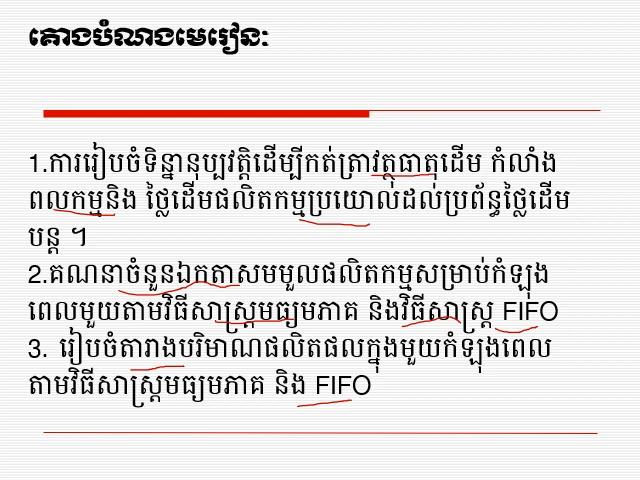 គោងបំណងមេរៀនៈ
1.ការរៀបចំទិន្នានុប្បវត្តិដើម្បីកត់ត្រាវត្ថុធាតុដើម កំលាំង
ពលកម្មនិង ថ្លៃដើមផលិតកម្មប្រយោលដល់ប្រព័ន្ធថ្លៃដើម
បន្ត ។
2.គណនាចំនួនឯកតាសមមូលផលិតកម្មសម្រាប់កំឡុង
ពេលមួយតាមវិធីសាស្រ្តមធ្យមភាគ និងវិធីសាស្រ្ត FIFO
3. រៀបចំតារាងបរិមាណផលិតផលក្នុងមួយកំឡុងពេល
តាមវិធីសាស្រ្តមធ្យមភាគ និង FIFO